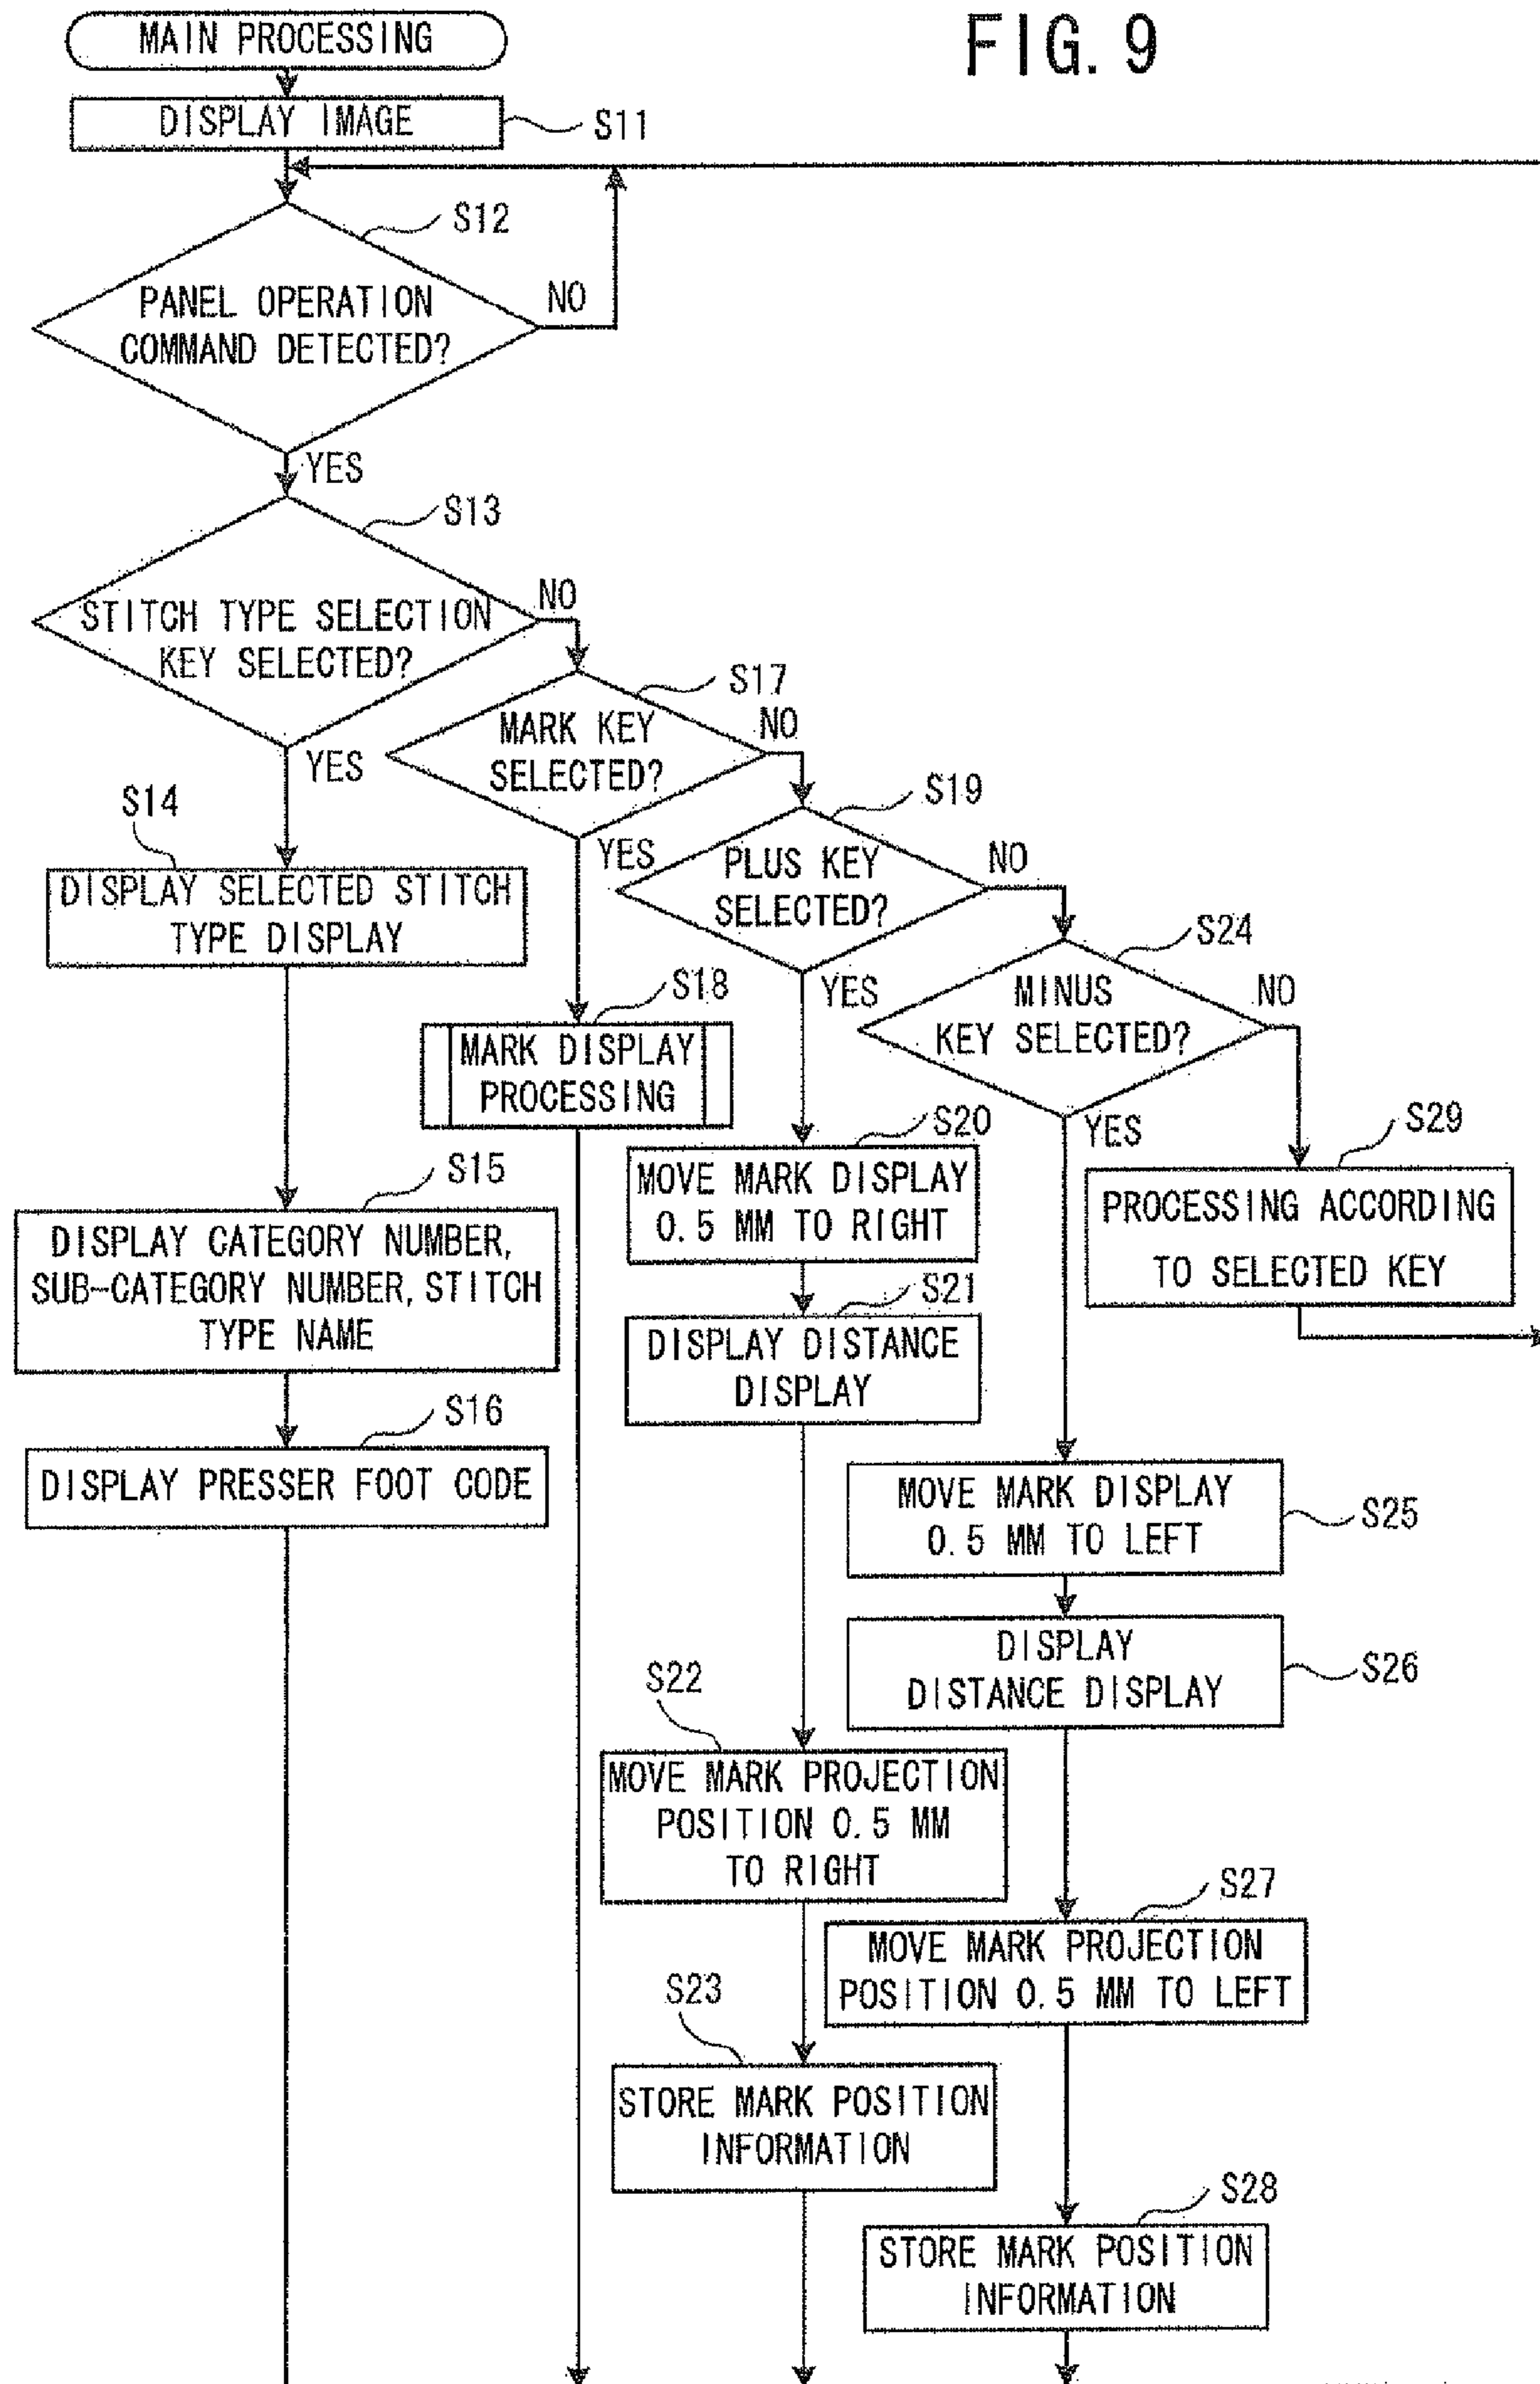 FIG. 9
MAIN PROCESSING
DISPLAY IMAGE
S11
S12
PANEL OPERATION
COMMAND DETECTED?
NO
YES
S13
STITCH TYPE SELECTION
KEY SELECTED?
NO
YES
S17
MARK KEY
SELECTED?
NO
YES
S14
DISPLAY SELECTED STITCH
TYPE DISPLAY
S19
PLUS KEY
SELECTED?
NO
YES
S24
MINUS
KEY SELECTED?
NO
YES
S18
MARK DISPLAY
PROCESSING
S20
MOVE MARK DISPLAY
0.5 MM TO RIGHT
S29
PROCESSING ACCORDING
TO SELECTED KEY
S15
DISPLAY CATEGORY NUMBER,
SUB-CATEGORY NUMBER, STITCH
TYPE NAME
S21
DISPLAY DISTANCE
DISPLAY
S16
DISPLAY PRESSER FOOT CODE
MOVE MARK DISPLAY
0.5 MM TO LEFT
S25
DISPLAY
DISTANCE DISPLAY
S26
S22
MOVE MARK PROJECTION
POSITION 0.5 MM
TO RIGHT
S27
MOVE MARK PROJECTION
POSITION 0.5 MM TO LEFT
S23
STORE MARK POSITION
INFORMATION
S28
STORE MARK POSITION
INFORMATION